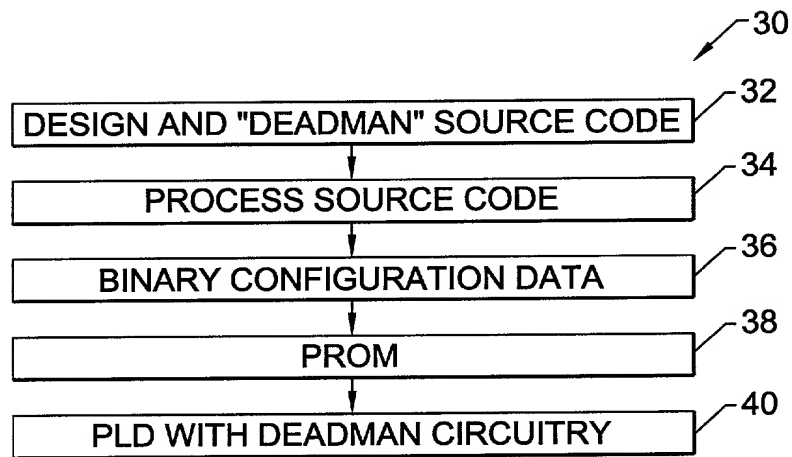 30
DESIGN AND "DEADMAN" SOURCE CODE
32
PROCESS SOURCE CODE
34
BINARY CONFIGURATION DATA
36
PROM
38
PLD WITH DEADMAN CIRCUITRY
40